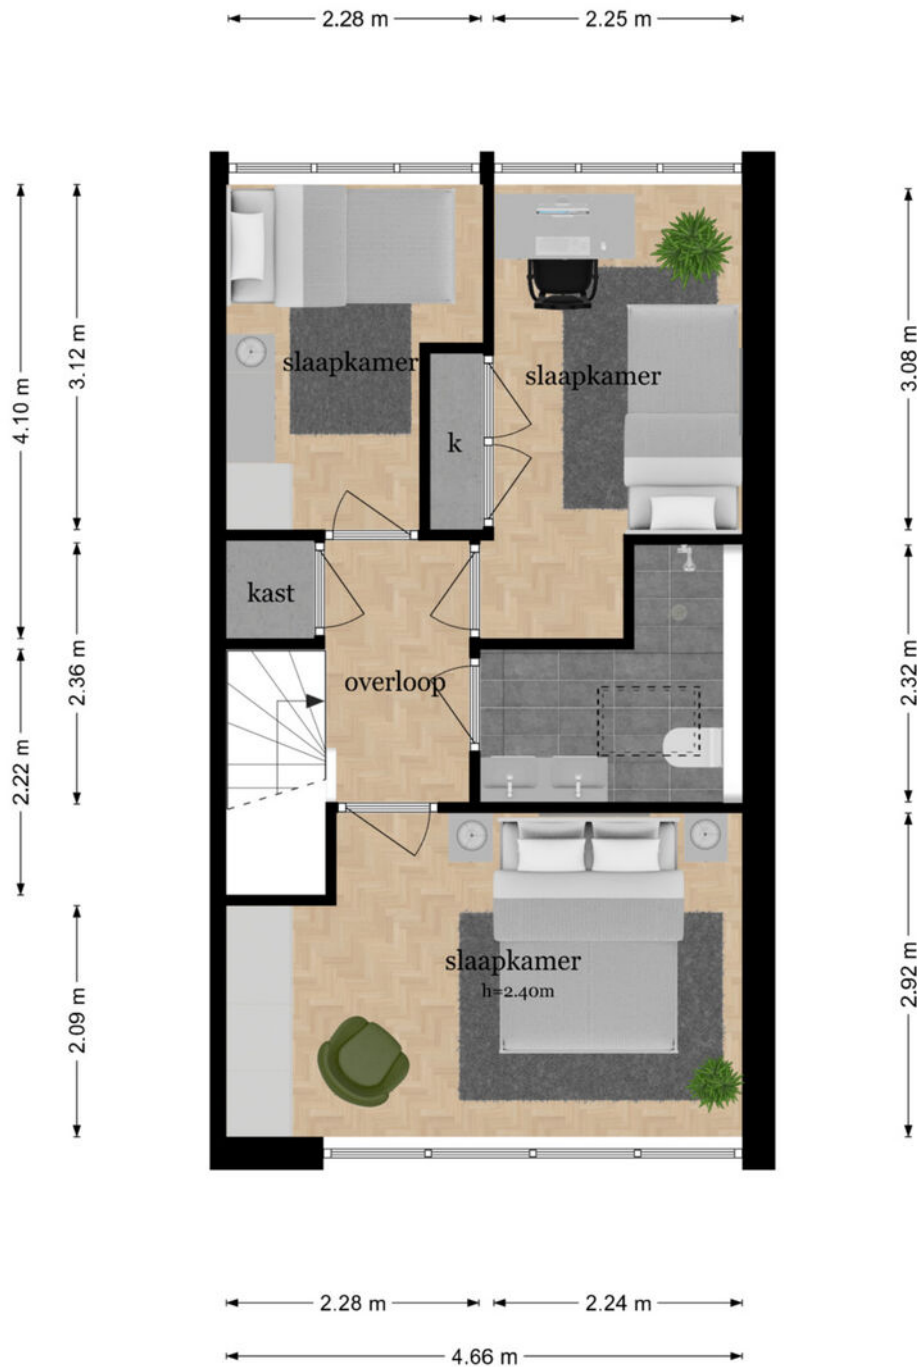 2.28 m
2.25 m
4.10 m
3.12 m
3.08 m
slaapkamer
slaapkamer
k
kast
overloop
2.36 m
2.22 m
2.32 m
slaapkamer
h=2.40m
2.09 m
2.92 m
2.28 m
2.24 m
4.66 m